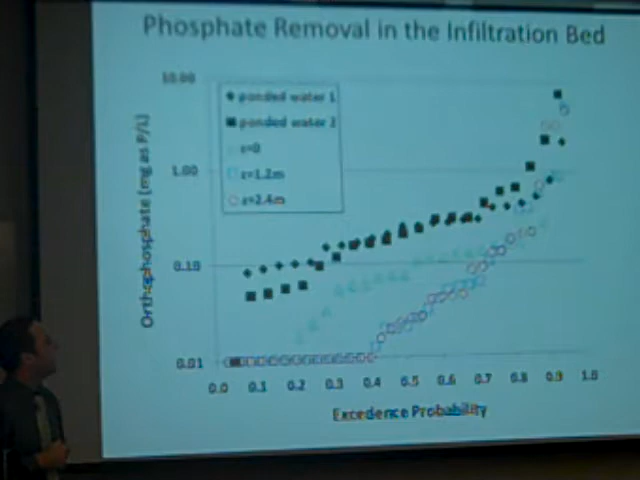 Phosphate Removal in the Infiltration Bed
10.00
ponded water 1
ponded water 2
z=0
z=1.2m
z=2.4m
1.00
0.10
0.01
Orthophosphate (mg as P/L)
0.0 0.1 0.2 0.3 0.4 0.5 0.6 0.7 0.8 0.9 1.0
Excedence Probability